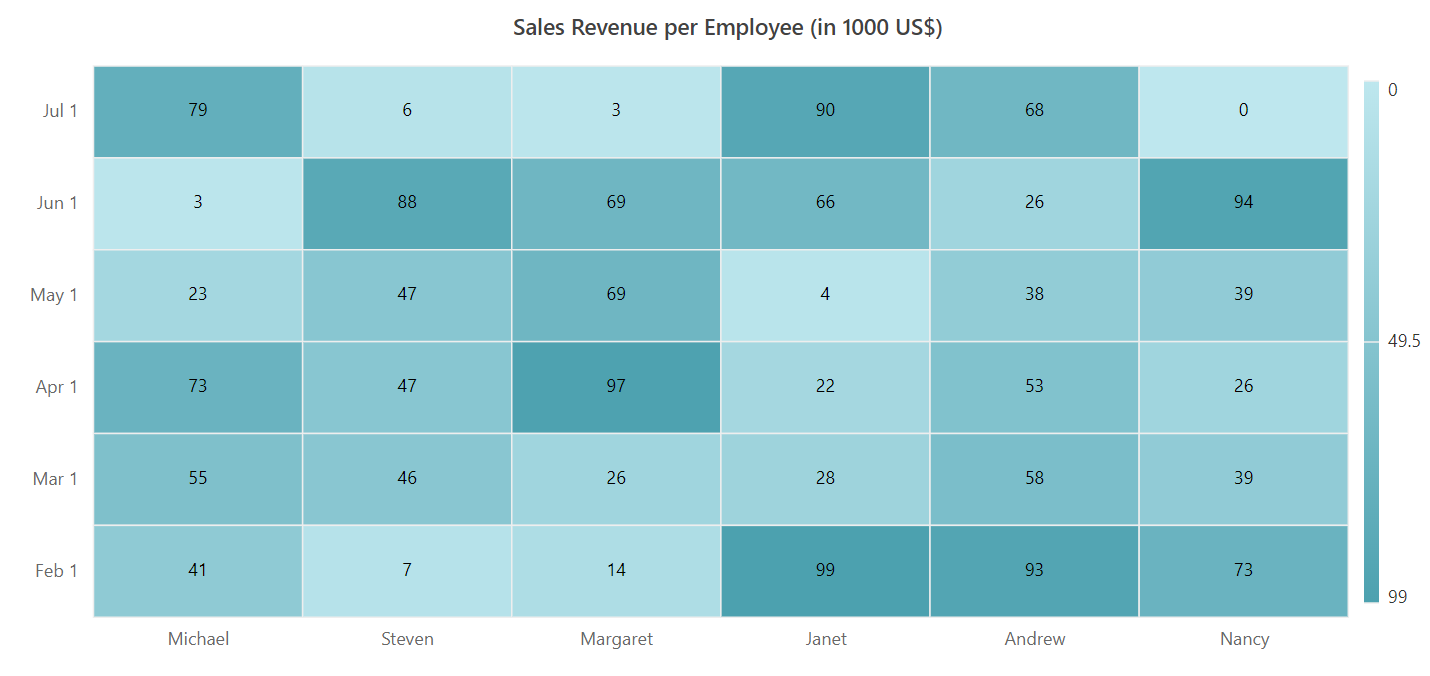 Sales Revenue per Employee (in 1000 US$)
Jul 1 79 6 3 90 68 0
Jun 1 3 88 69 66 26 94
May 1 23 47 69 4 38 39
Apr 1 73 47 97 22 53 26
Mar 1 55 46 26 28 58 39
Feb 1 41 7 14 99 93 73
Michael Steven Margaret Janet Andrew Nancy
0
49.5
99